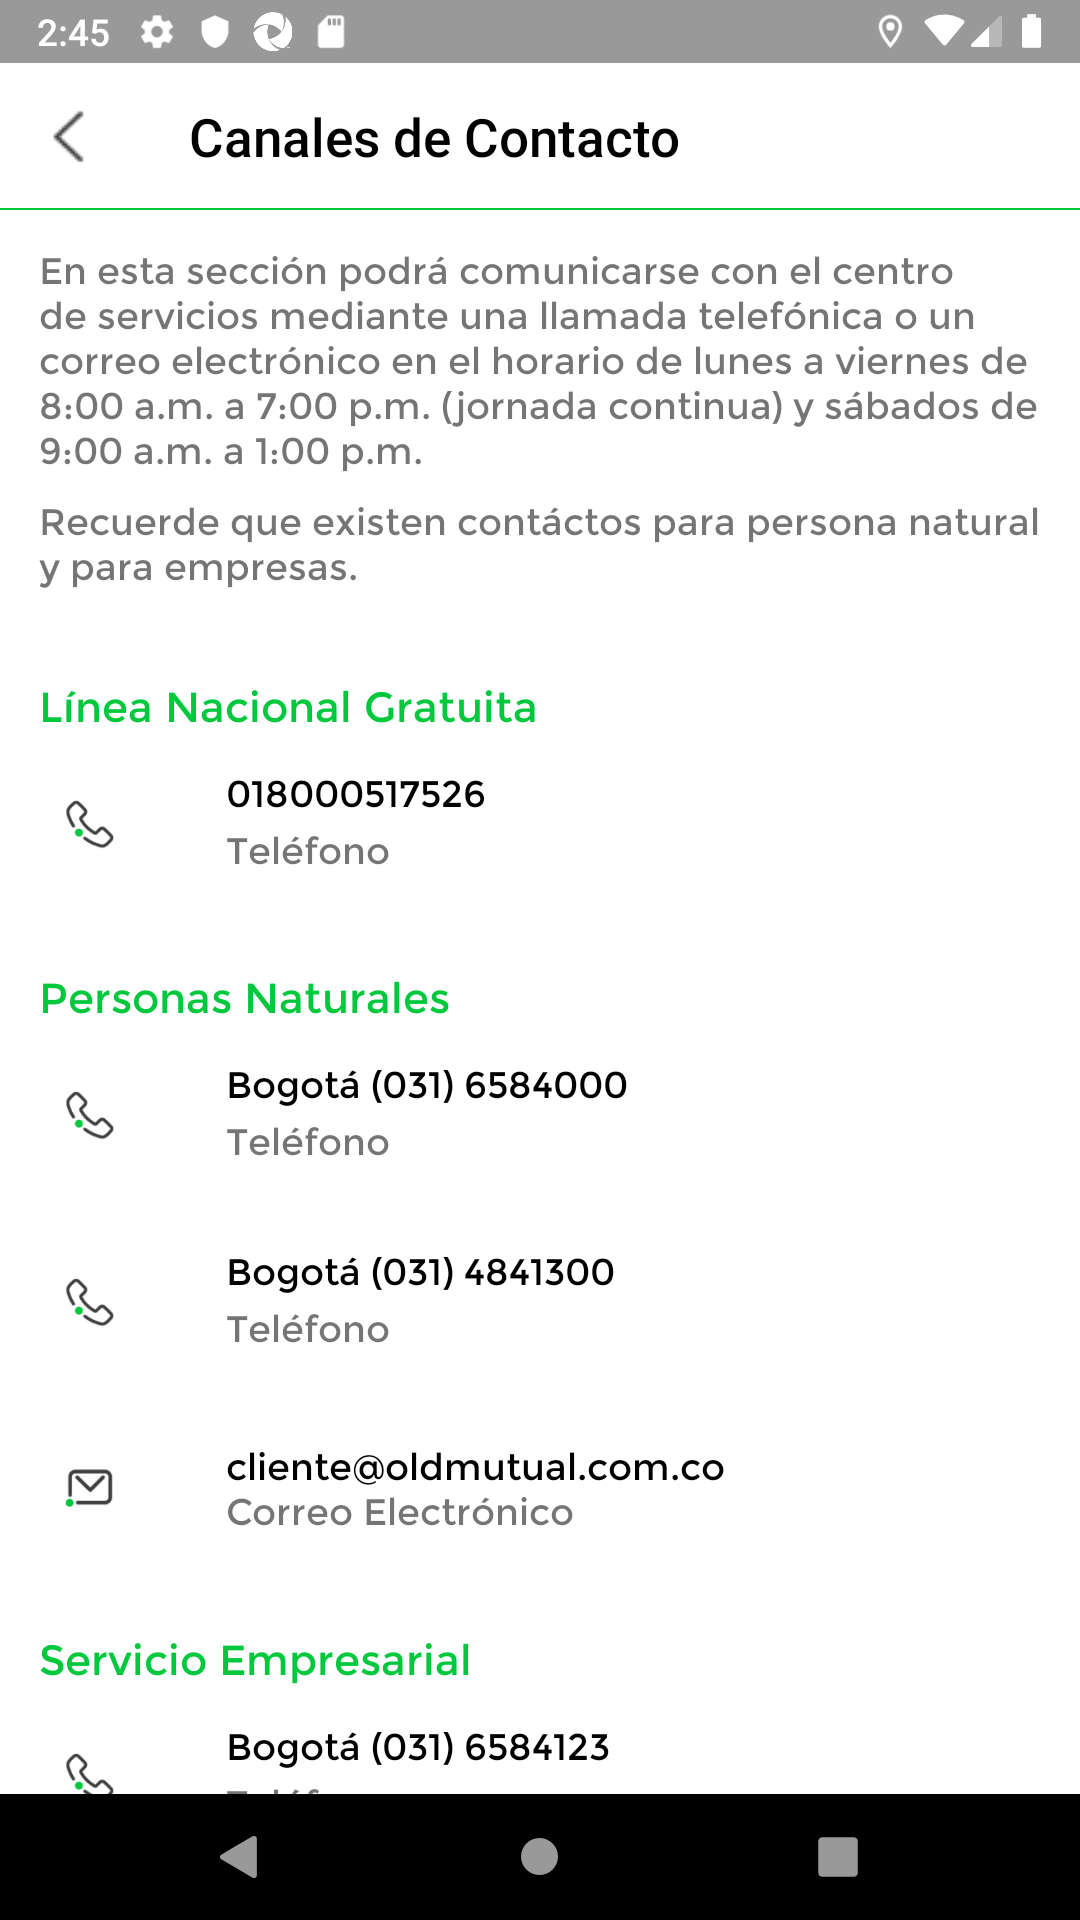 2:45
Canales de Contacto
En esta sección podrá comunicarse con el centro
de servicios mediante una llamada telefónica o un
correo electrónico en el horario de lunes a viernes de
8:00 a.m. a 7:00 p.m. (jornada continua) y sábados de
9:00 a.m. a 1:00 p.m.
Recuerde que existen contáctos para persona natural
y para empresas.
Línea Nacional Gratuita
018000517526
Teléfono
Personas Naturales
Bogotá (031) 6584000
Teléfono
Bogotá (031) 4841300
Teléfono
cliente@oldmutual.com.co
Correo Electrónico
Servicio Empresarial
Bogotá (031) 6584123